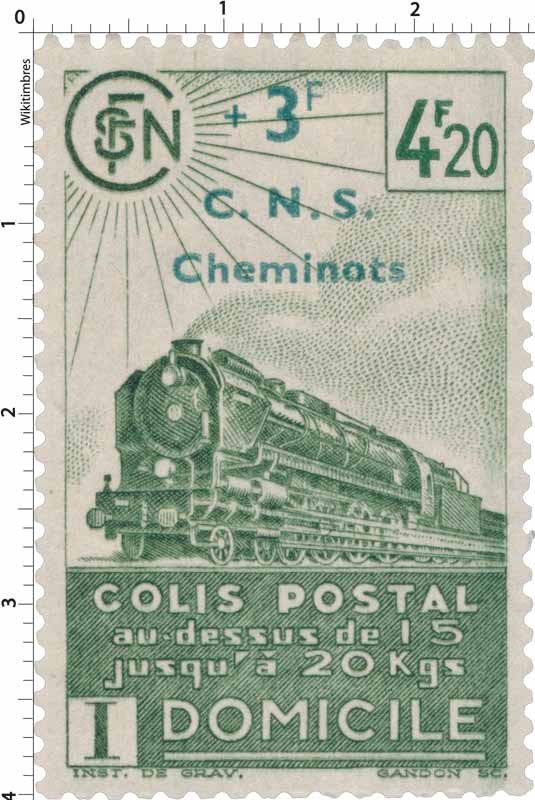 0 1 2
Wikitimbres
SNCF
+ 3F
4F20
C. N. S.
Cheminots
1
2
3
4
COLIS POSTAL
au-dessus de 15
jusqu'à 20 Kgs
I DOMICILE
INST. DE GRAV. GANDON SC.